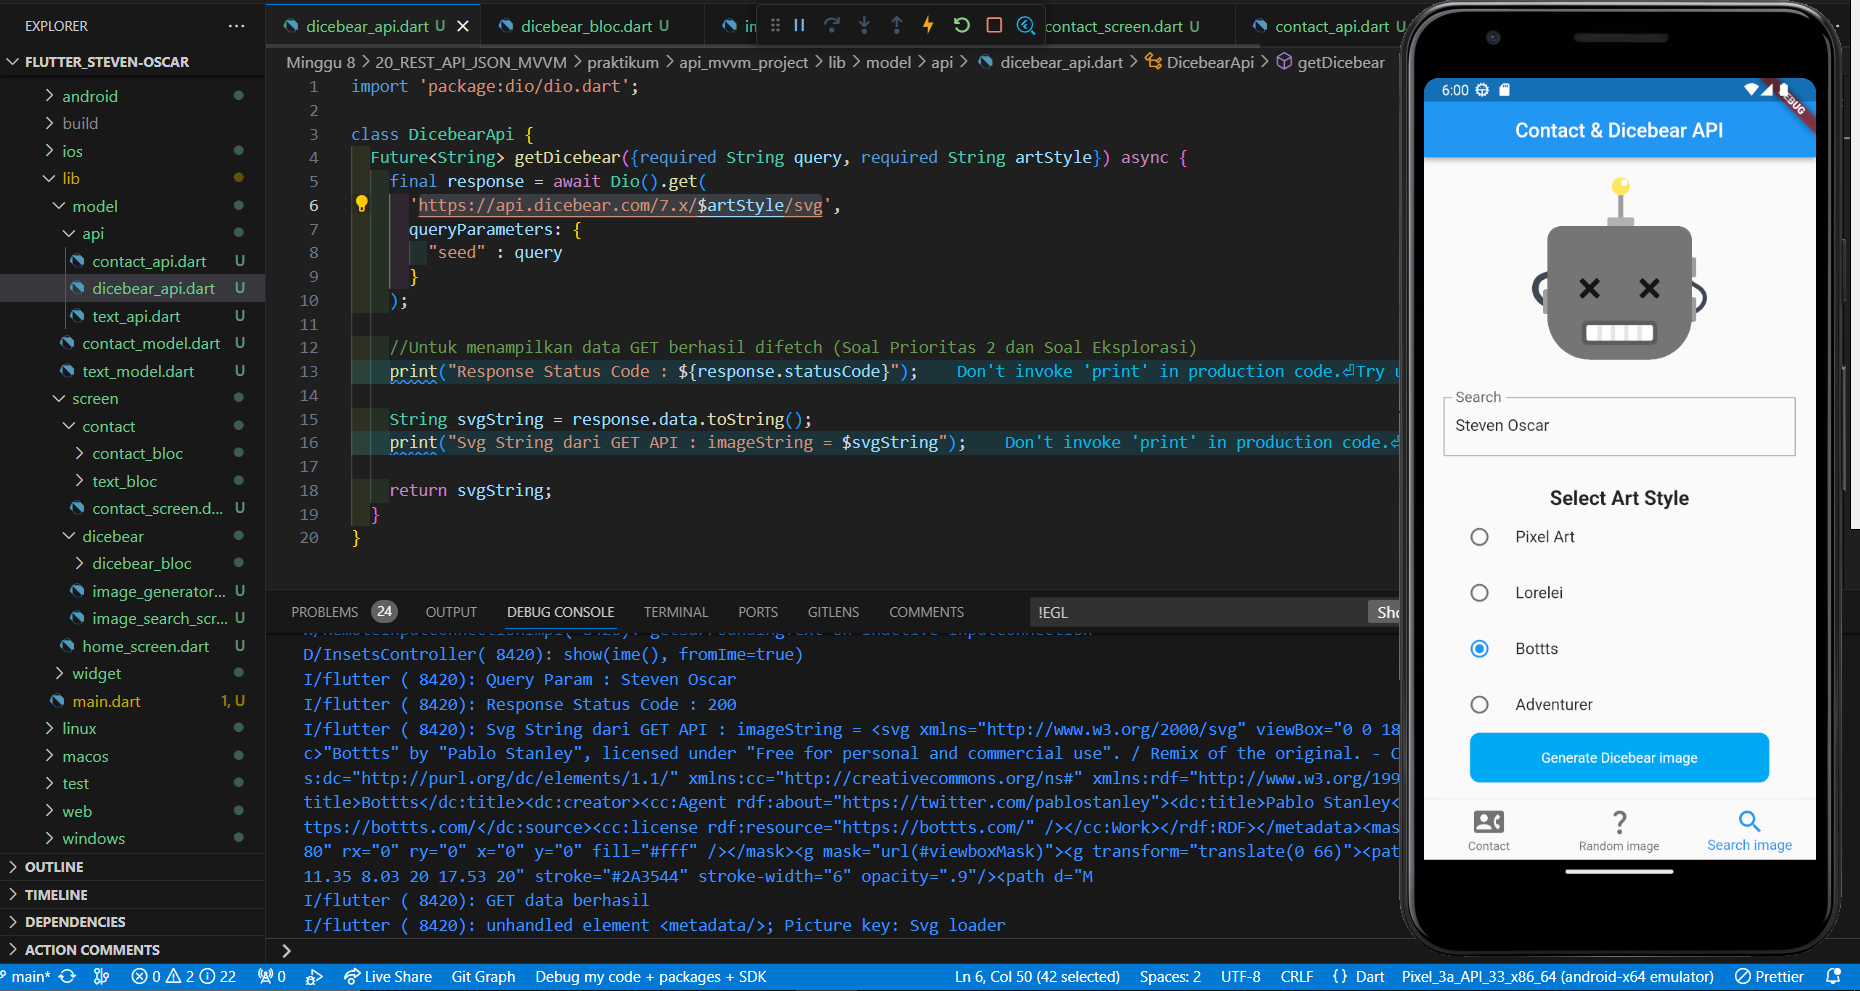 EXPLORER
FLUTTER_STEVEN-OSCAR
android
build
ios
lib
model
api
contact_api.dart U
dicebear_api.dart U
text_api.dart U
contact_model.dart U
text_model.dart U
screen
contact
contact_bloc
text_bloc
contact_screen.d... U
dicebear
dicebear_bloc
image_generator... U
image_search_scr... U
home_screen.dart U
widget
main.dart 1, U
linux
macos
test
web
windows
OUTLINE
TIMELINE
DEPENDENCIES
ACTION COMMENTS
dicebear_api.dart U
dicebear_bloc.dart U
contact_screen.dart U
contact_api.dart U
Minggu 8 > 20_REST_API_JSON_MVVM > praktikum > api_mvvm_project > lib > model > api > dicebear_api.dart > DicebearApi > getDicebear
1 import 'package:dio/dio.dart';
2
3 class DicebearApi {
4 Future<String> getDicebear({required String query, required String artStyle}) async {
5 final response = await Dio().get(
6 'https://api.dicebear.com/7.x/$artStyle/svg',
7 queryParameters: {
8 "seed" : query
9 }
10 );
11
12 //Untuk menampilkan data GET berhasil difetch (Soal Prioritas 2 dan Soal Eksplorasi)
13 print("Response Status Code : ${response.statusCode}"); Don't invoke 'print' in production code.⏎Try
14
15 String svgString = response.data.toString();
16 print("Svg String dari GET API : imageString = $svgString"); Don't invoke 'print' in production code.
17
18 return svgString;
19 }
20 }
PROBLEMS 24 OUTPUT DEBUG CONSOLE TERMINAL PORTS GITLENS COMMENTS !EGL
D/InsetsController( 8420): show(ime(), fromIme=true)
I/flutter ( 8420): Query Param : Steven Oscar
I/flutter ( 8420): Response Status Code : 200
I/flutter ( 8420): Svg String dari GET API : imageString = <svg xmlns="http://www.w3.org/2000/svg" viewBox="0 0 18
c>"Bottts" by "Pablo Stanley", licensed under "Free for personal and commercial use". / Remix of the original. - C
s:dc="http://purl.org/dc/elements/1.1/" xmlns:cc="http://creativecommons.org/ns#" xmlns:rdf="http://www.w3.org/199
title>Bottts</dc:title><dc:creator><cc:Agent rdf:about="https://twitter.com/pablostanley"><dc:title>Pablo Stanley<
ttps://bottts.com/</dc:source><cc:license rdf:resource="https://bottts.com/" /></cc:Work></rdf:RDF></metadata><mas
80" rx="0" ry="0" x="0" y="0" fill="#fff" /></mask><g mask="url(#viewboxMask)"><g transform="translate(0 66)"><pat
11.35 8.03 20 17.53 20" stroke="#2A3544" stroke-width="6" opacity=".9"/><path d="M
I/flutter ( 8420): GET data berhasil
I/flutter ( 8420): unhandled element <metadata/>; Picture key: Svg loader
6:00
Contact & Dicebear API
Search
Steven Oscar
Select Art Style
Pixel Art
Lorelei
Bottts
Adventurer
Generate Dicebear image
Contact
Random image
Search image
main* 0 2 22 0 Live Share Git Graph Debug my code + packages + SDK Ln 6, Col 50 (42 selected) Spaces: 2 UTF-8 CRLF {} Dart Pixel_3a_API_33_x86_64 (android-x64 emulator) Prettier